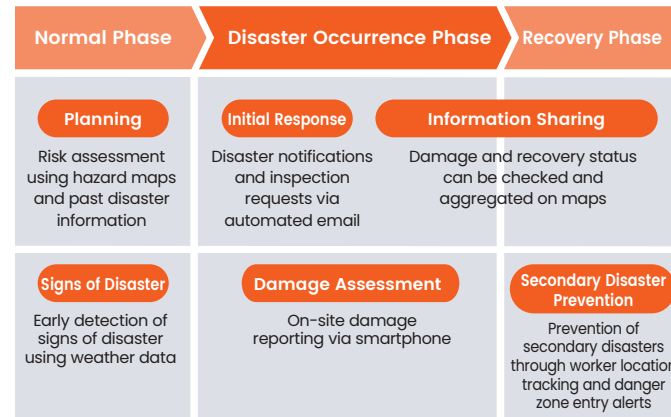 Normal Phase
Disaster Occurrence Phase
Recovery Phase
Planning
Risk assessment
using hazard maps
and past disaster
information
Initial Response
Disaster notifications
and inspection
requests via
automated email
Information Sharing
Damage and recovery status
can be checked and
aggregated on maps
Signs of Disaster
Early detection of
signs of disaster
using weather data
Damage Assessment
On-site damage
reporting via smartphone
Secondary Disaster
Prevention
Prevention of
secondary disasters
through worker location
tracking and danger
zone entry alerts